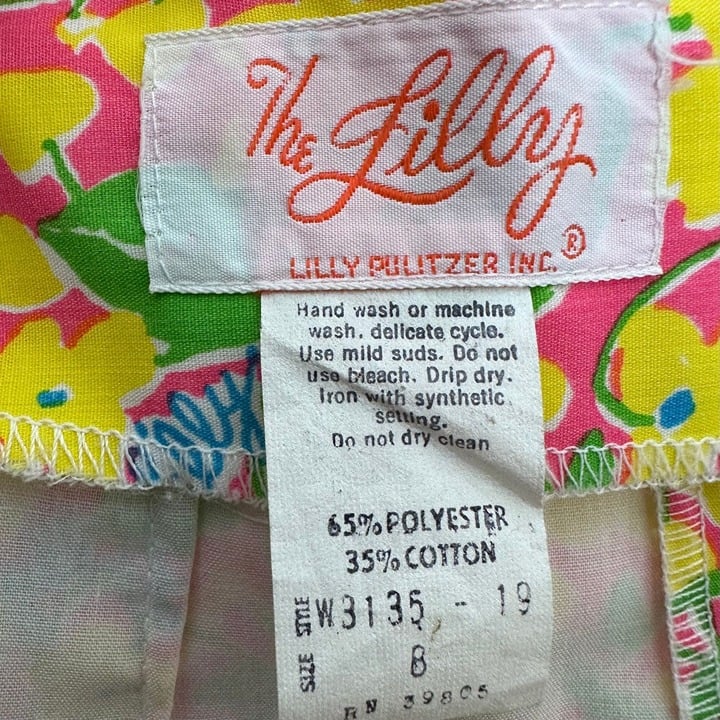 The Lilly
®
LILLY PULITZER INC.
Hand wash or machine
wash, delicate cycle.
Use mild suds. Do not
use bleach. Drip dry.
Iron with synthetic
setting.
Do not dry clean
65% POLYESTER
35% COTTON
STYLE W3135 - 19
SIZE 8
RN 39805